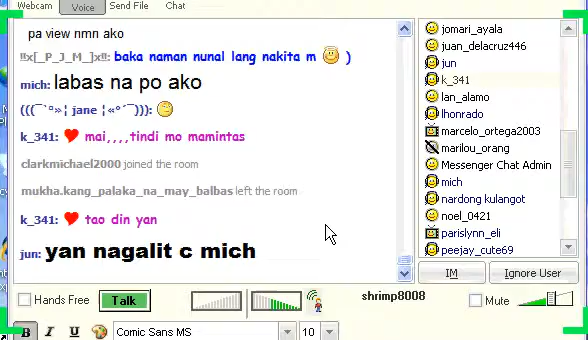 Webcam Voice Send File Chat
pa view nmn ako
!!x[_P_J_M_]x!!: baka naman nunal lang nakita m )
mich: labas na po ako
(((¯`°»¦ jane ¦«°´¯))):
k_341: mai,,,,tindi mo mamintas
clarkmichael2000 joined the room
mukha.kang_palaka_na_may_balbas left the room
k_341: tao din yan
jun: yan nagalit c mich
jomari_ayala
juan_delacruz446
jun
k_341
lan_alamo
lhonrado
marcelo_ortega2003
marilou_orang
Messenger Chat Admin
mich
nardong kulangot
noel_0421
parislynn_eli
peejay_cute69
IM Ignore User
Hands Free Talk
shrimp8008
Mute
B I U Comic Sans MS 10